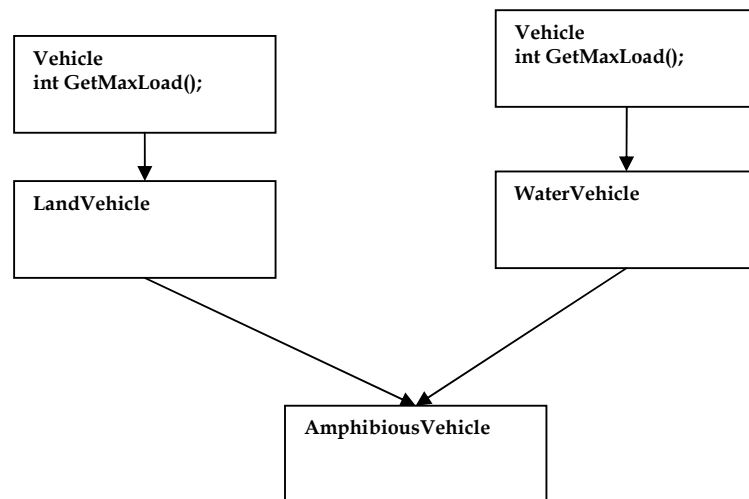 Vehicle
int GetMaxLoad();
Vehicle
int GetMaxLoad();
LandVehicle
WaterVehicle
AmphibiousVehicle